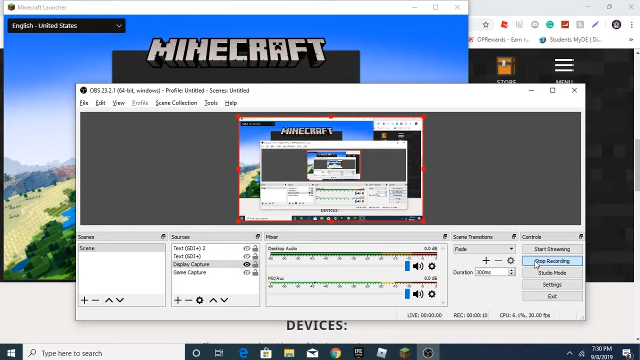 Minecraft Launcher
English - United States
MINECRAFT
OPRewards - Earn r...
Students MyDE | Or...
STORE
MENU
OBS 23.2.1 (64-bit, windows) - Profile: Untitled - Scenes: Untitled
File Edit View Profile Scene Collection Tools Help
MINECRAFT
DEVICES:
Scenes
Scene
Sources
Text (GDI+) 2
Text (GDI+)
Display Capture
Game Capture
Mixer
Desktop Audio 0.0 dB
Mic/Aux 0.0 dB
Scene Transitions
Fade
Duration 300ms
Controls
Start Streaming
Stop Recording
Studio Mode
Settings
Exit
LIVE: 00:00:00 REC: 00:00:10 CPU: 6.1%, 30.00 fps
DEVICES:
Type here to search
7:30 PM
9/8/2019